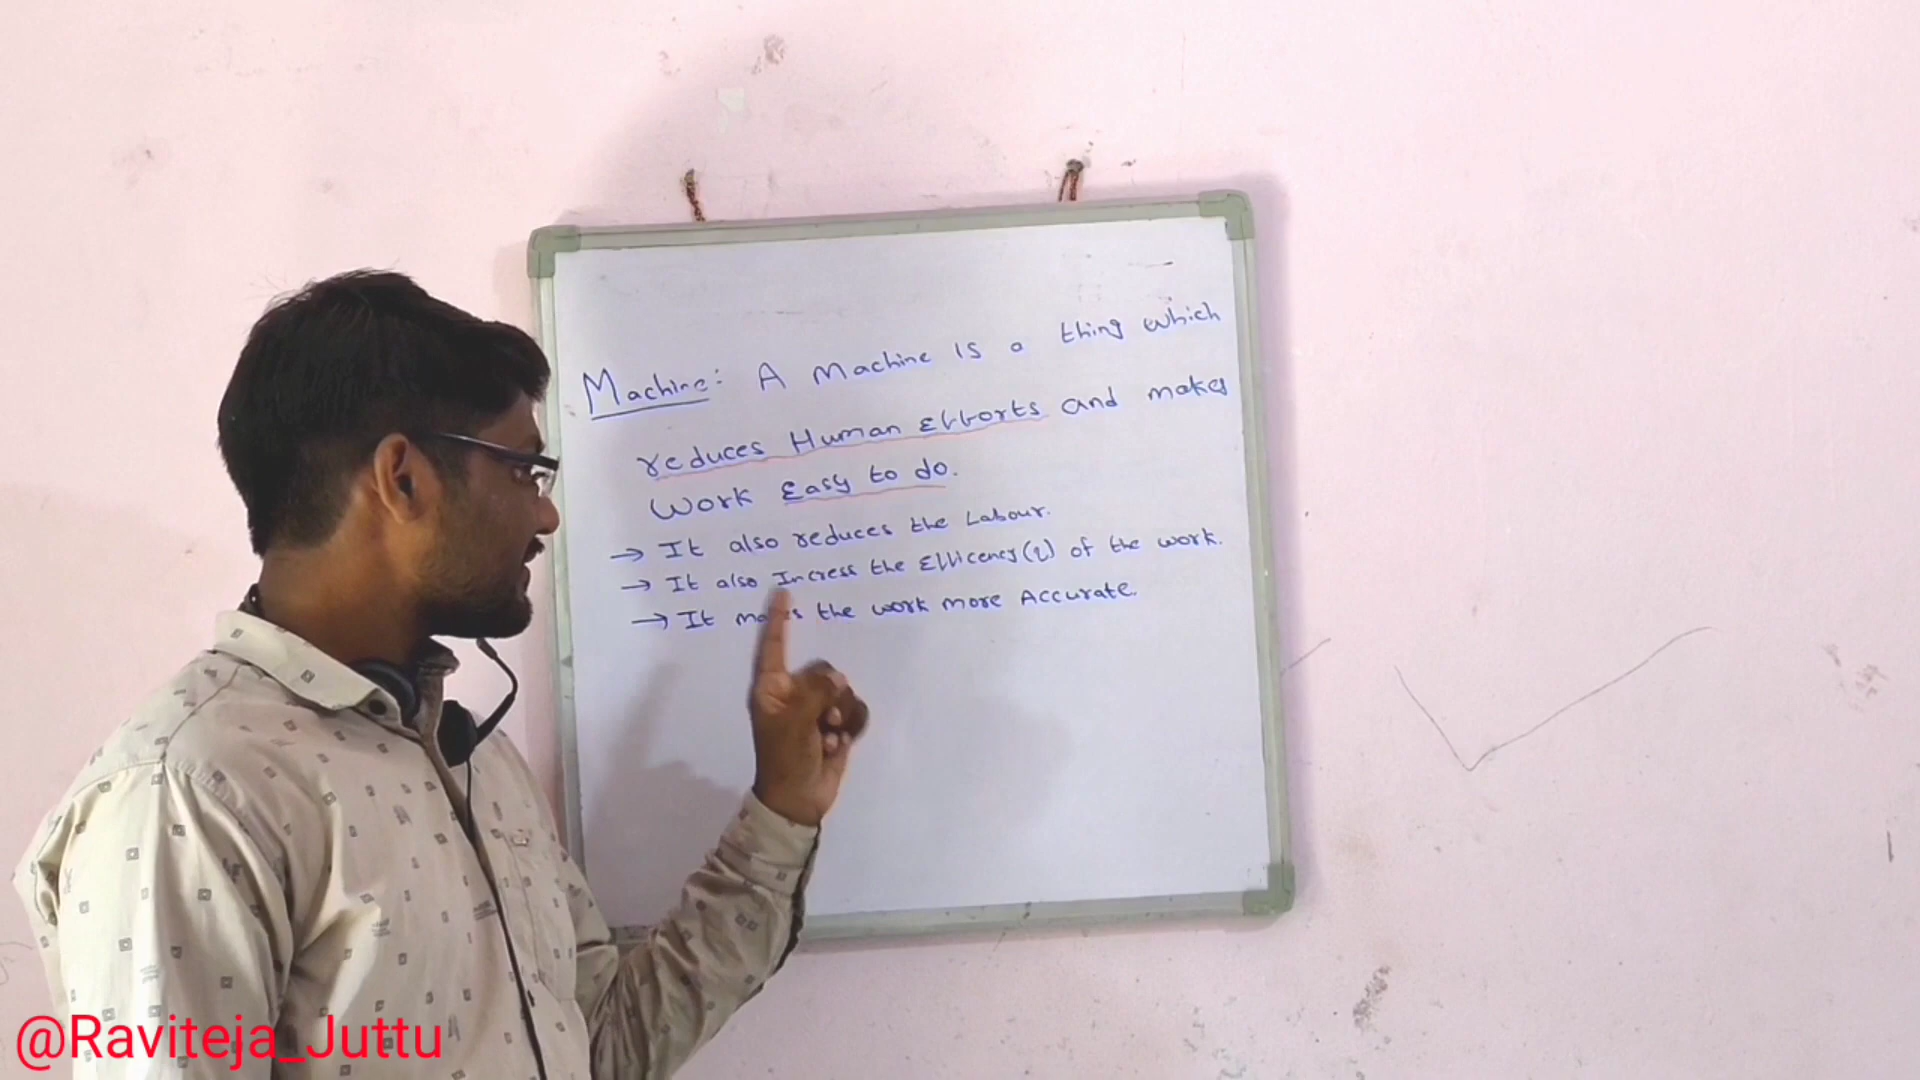 Machine: A Machine is a thing which
reduces Human Efforts and makes
Work Easy to do.
→ It also reduces the Labour.
→ It also Incress the Efficency(η) of the work.
→ It makes the work more Accurate.
@Raviteja_Juttu